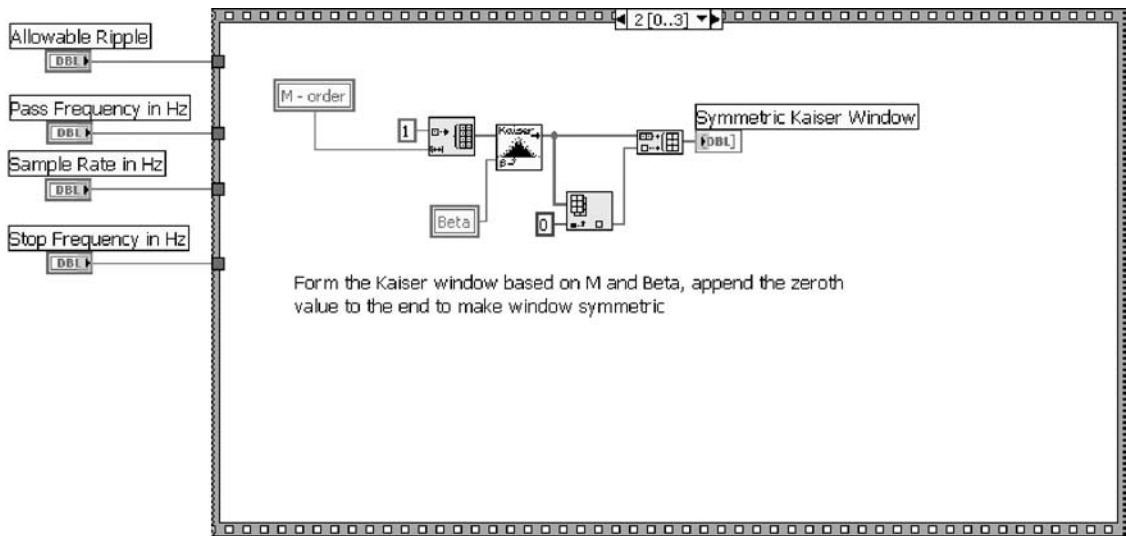 2 [0..3]
Allowable Ripple
DBL
Pass Frequency in Hz
DBL
Sample Rate in Hz
DBL
Stop Frequency in Hz
DBL
M - order
1
Kaiser
β
Beta
0
Symmetric Kaiser Window
[DBL]
Form the Kaiser window based on M and Beta, append the zeroth
value to the end to make window symmetric